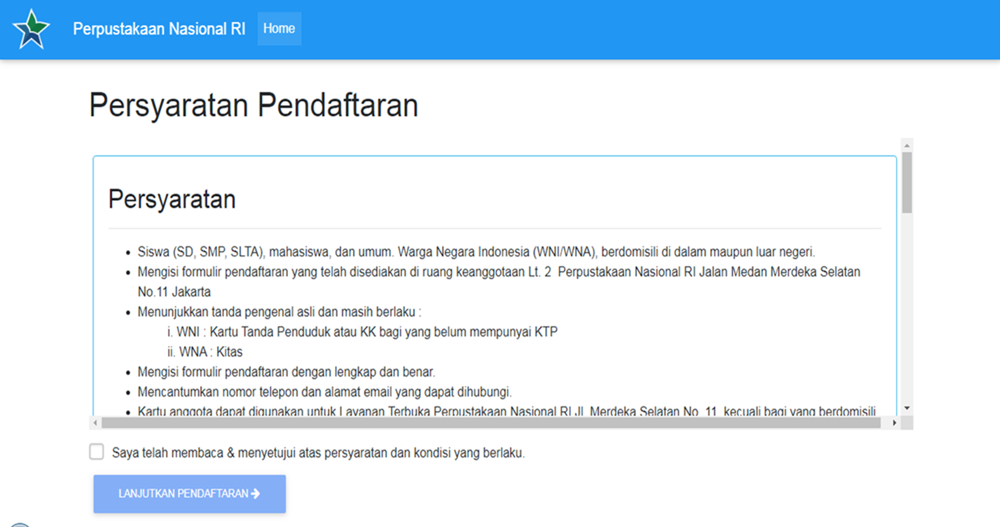 Perpustakaan Nasional RI Home
Persyaratan Pendaftaran
Persyaratan
• Siswa (SD, SMP, SLTA), mahasiswa, dan umum. Warga Negara Indonesia (WNI/WNA), berdomisili di dalam maupun luar negeri.
• Mengisi formulir pendaftaran yang telah disediakan di ruang keanggotaan Lt. 2 Perpustakaan Nasional RI Jalan Medan Merdeka Selatan
No.11 Jakarta
• Menunjukkan tanda pengenal asli dan masih berlaku :
i. WNI : Kartu Tanda Penduduk atau KK bagi yang belum mempunyai KTP
ii. WNA : Kitas
• Mengisi formulir pendaftaran dengan lengkap dan benar.
• Mencantumkan nomor telepon dan alamat email yang dapat dihubungi.
• Kartu anggota dapat digunakan untuk Layanan Terbuka Perpustakaan Nasional RI Jl. Merdeka Selatan No. 11, kecuali bagi yang berdomisili
Saya telah membaca & menyetujui atas persyaratan dan kondisi yang berlaku.
LANJUTKAN PENDAFTARAN →